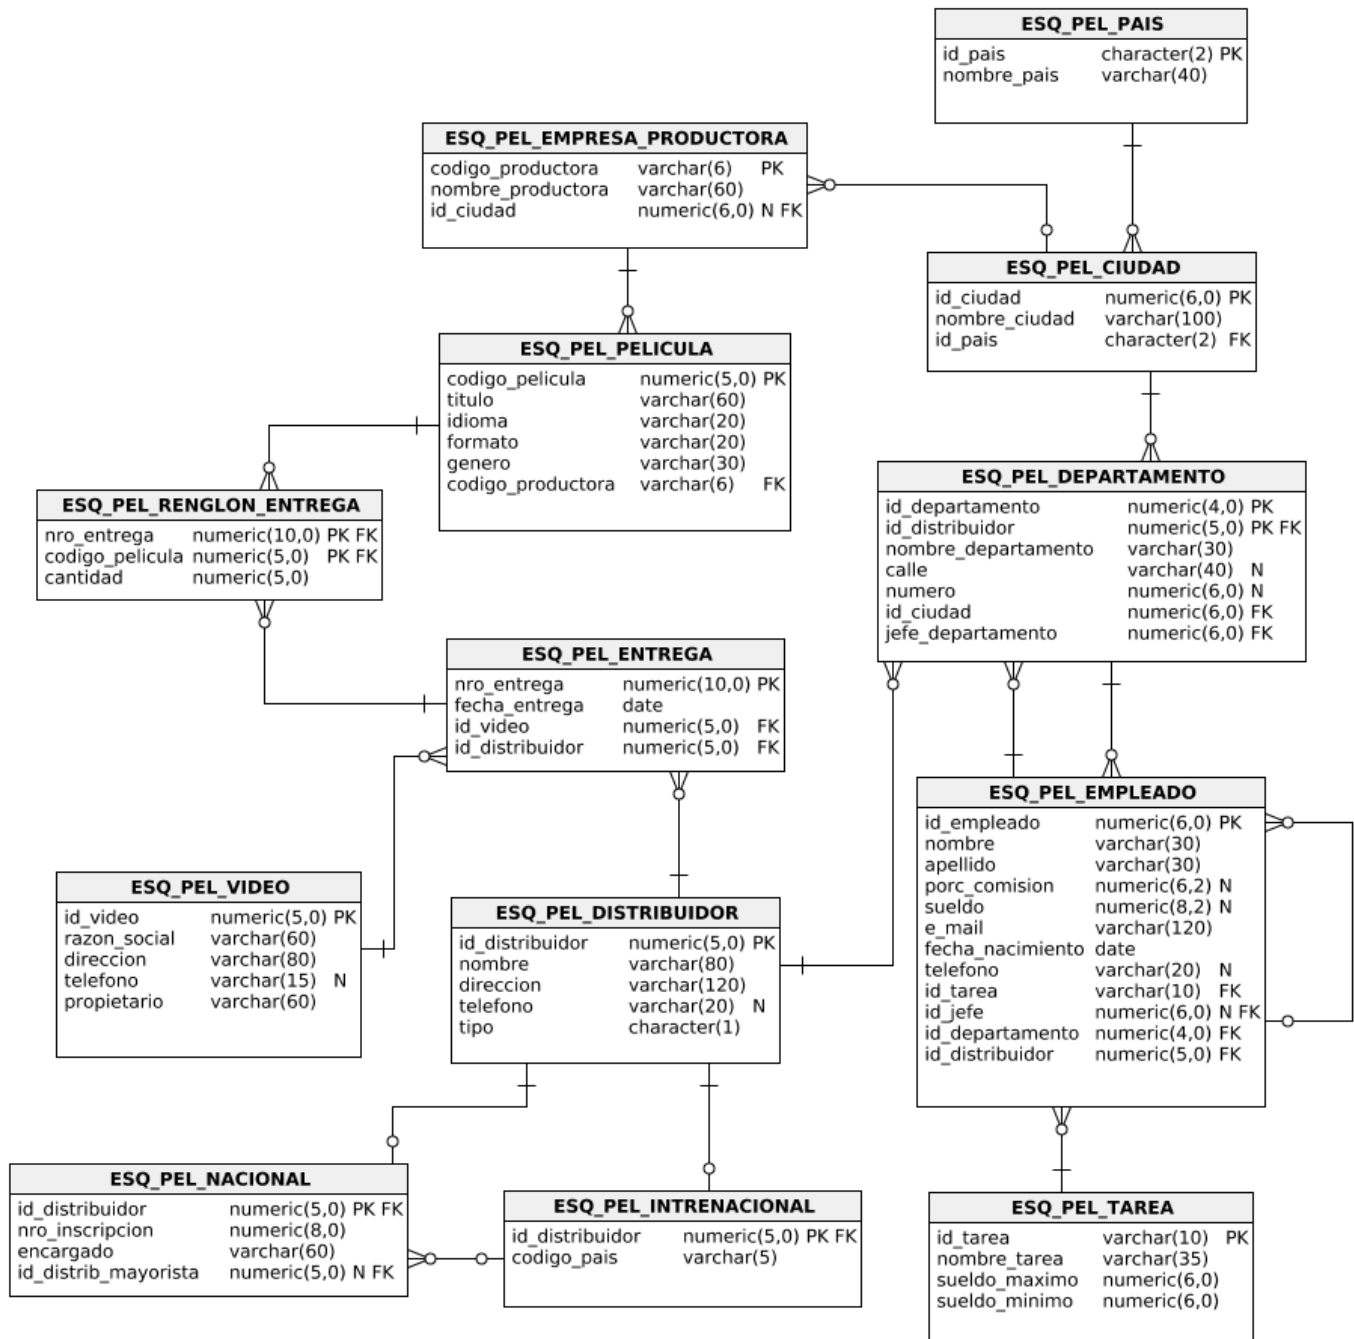 ESQ_PEL_PAIS
id_pais character(2) PK
nombre_pais varchar(40)
ESQ_PEL_EMPRESA_PRODUCTORA
codigo_productora varchar(6) PK
nombre_productora varchar(60)
id_ciudad numeric(6,0) N FK
ESQ_PEL_CIUDAD
id_ciudad numeric(6,0) PK
nombre_ciudad varchar(100)
id_pais character(2) FK
ESQ_PEL_PELICULA
codigo_pelicula numeric(5,0) PK
titulo varchar(60)
idioma varchar(20)
formato varchar(20)
genero varchar(30)
codigo_productora varchar(6) FK
ESQ_PEL_DEPARTAMENTO
id_departamento numeric(4,0) PK
id_distribuidor numeric(5,0) PK FK
nombre_departamento varchar(30)
calle varchar(40) N
numero numeric(6,0) N
id_ciudad numeric(6,0) FK
jefe_departamento numeric(6,0) FK
ESQ_PEL_RENGLON_ENTREGA
nro_entrega numeric(10,0) PK FK
codigo_pelicula numeric(5,0) PK FK
cantidad numeric(5,0)
ESQ_PEL_ENTREGA
nro_entrega numeric(10,0) PK
fecha_entrega date
id_video numeric(5,0) FK
id_distribuidor numeric(5,0) FK
ESQ_PEL_EMPLEADO
id_empleado numeric(6,0) PK
nombre varchar(30)
apellido varchar(30)
porc_comision numeric(6,2) N
sueldo numeric(8,2) N
e_mail varchar(120)
fecha_nacimiento date
telefono varchar(20) N
id_tarea varchar(10) FK
id_jefe numeric(6,0) N FK
id_departamento numeric(4,0) FK
id_distribuidor numeric(5,0) FK
ESQ_PEL_VIDEO
id_video numeric(5,0) PK
razon_social varchar(60)
direccion varchar(80)
telefono varchar(15) N
propietario varchar(60)
ESQ_PEL_DISTRIBUIDOR
id_distribuidor numeric(5,0) PK
nombre varchar(80)
direccion varchar(120)
telefono varchar(20) N
tipo character(1)
ESQ_PEL_NACIONAL
id_distribuidor numeric(5,0) PK FK
nro_inscripcion numeric(8,0)
encargado varchar(60)
id_distrib_mayorista numeric(5,0) N FK
ESQ_PEL_INTRENACIONAL
id_distribuidor numeric(5,0) PK FK
codigo_pais varchar(5)
ESQ_PEL_TAREA
id_tarea varchar(10) PK
nombre_tarea varchar(35)
sueldo_maximo numeric(6,0)
sueldo_minimo numeric(6,0)